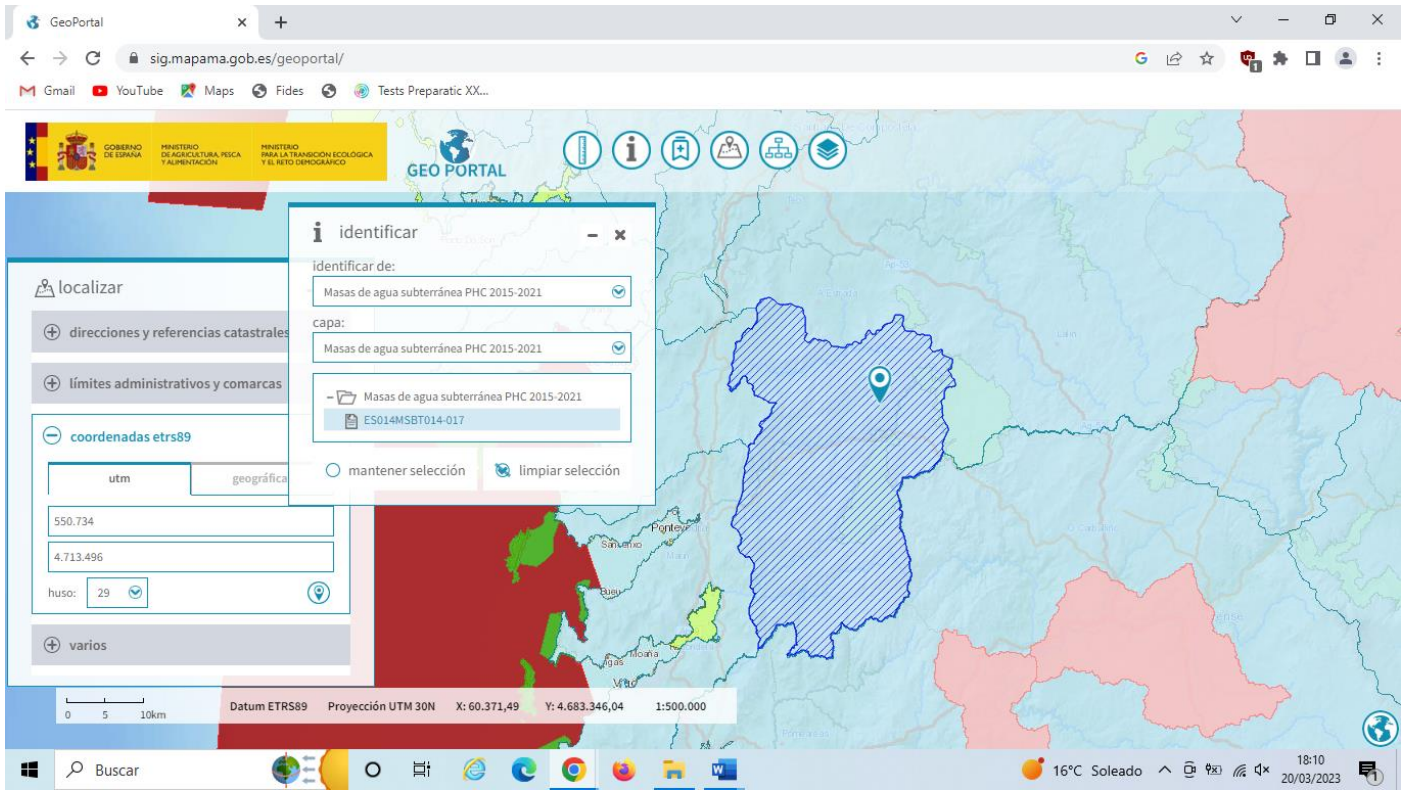 GeoPortal
sig.mapama.gob.es/geoportal/
Gmail YouTube Maps Fides Tests Preparatic XX...
GOBIERNO DE ESPAÑA
MINISTERIO DE AGRICULTURA, PESCA Y ALIMENTACIÓN
MINISTERIO PARA LA TRANSICIÓN ECOLÓGICA Y EL RETO DEMOGRÁFICO
GEO PORTAL
identificar
identificar de:
Masas de agua subterránea PHC 2015-2021
capa:
Masas de agua subterránea PHC 2015-2021
Masas de agua subterránea PHC 2015-2021
ES014MSBT014-017
mantener selección
limpiar selección
localizar
direcciones y referencias catastrales
límites administrativos y comarcas
coordenadas etrs89
utm
geográfica
550.734
4.713.496
huso: 29
varios
Sanxenxo
Bueu
Moaña
Vigo
Lalín
0 5 10km
Datum ETRS89 Proyección UTM 30N X: 60.371,49 Y: 4.683.346,04 1:500.000
Buscar
16°C Soleado
18:10
20/03/2023
1